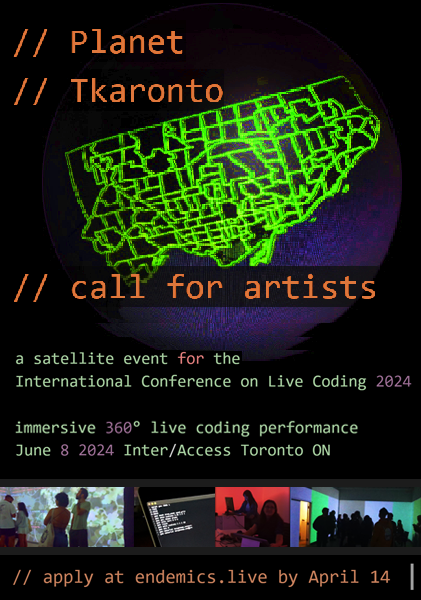 // Planet
// Tkaronto
// call for artists
a satellite event for the
International Conference on Live Coding 2024
immersive 360° live coding performance
June 8 2024 Inter/Access Toronto ON
// apply at endemics.live by April 14